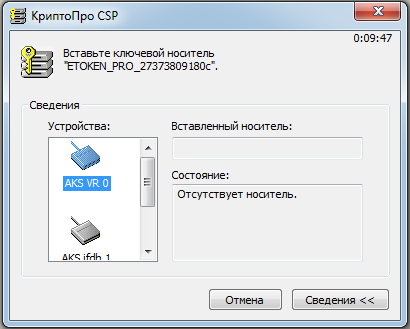 КриптоПро CSP
0:09:47
Вставьте ключевой носитель
"ETOKEN_PRO_27373809180c".
Сведения
Устройства:
Вставленный носитель:
AKS VR 0
Состояние:
Отсутствует носитель.
AKS ifdh 1
Отмена
Сведения <<